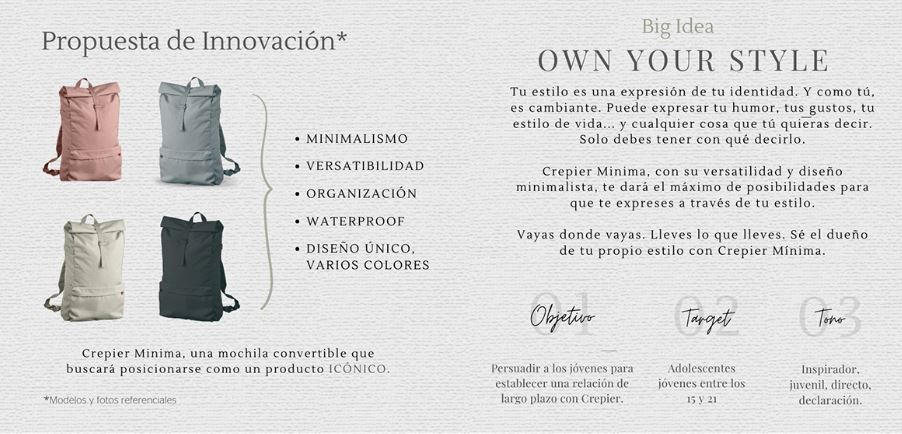 Propuesta de Innovación*
• MINIMALISMO
• VERSATIBILIDAD
• ORGANIZACIÓN
• WATERPROOF
• DISEÑO ÚNICO,
VARIOS COLORES
Crepier Minima, una mochila convertible que
buscará posicionarse como un producto ICÓNICO.
*Modelos y fotos referenciales
Big Idea
OWN YOUR STYLE
Tu estilo es una expresión de tu identidad. Y como tú,
es cambiante. Puede expresar tu humor, tus gustos, tu
estilo de vida... y cualquier cosa que tú quieras decir.
Solo debes tener con qué decirlo.
Crepier Minima, con su versatilidad y diseño
minimalista, te dará el máximo de posibilidades para
que te expreses a través de tu estilo.
Vayas donde vayas. Lleves lo que lleves. Sé el dueño
de tu propio estilo con Crepier Mínima.
01
Objetivo
Persuadir a los jóvenes para
establecer una relación de
largo plazo con Crepier.
02
Target
Adolescentes
jóvenes entre los
15 y 21
03
Tono
Inspirador,
juvenil, directo,
declaración.